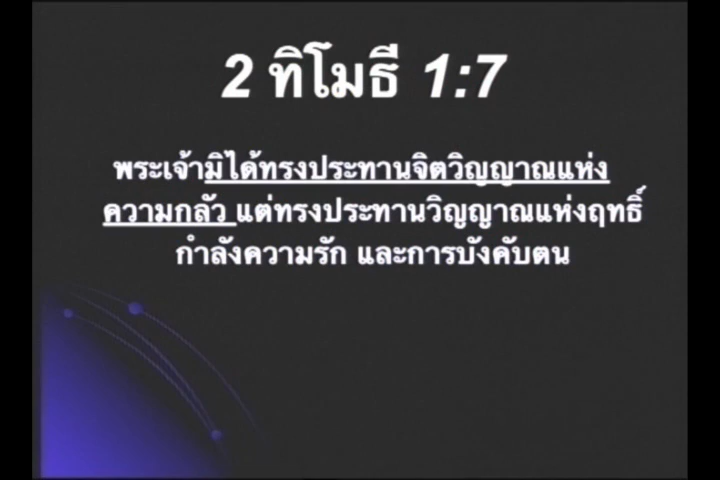 2 ทิโมธี 1:7
พระเจ้ามิได้ทรงประทานจิตวิญญาณแห่ง
ความกลัว แต่ทรงประทานวิญญาณแห่งฤทธิ์
กำลังความรัก และการบังคับตน